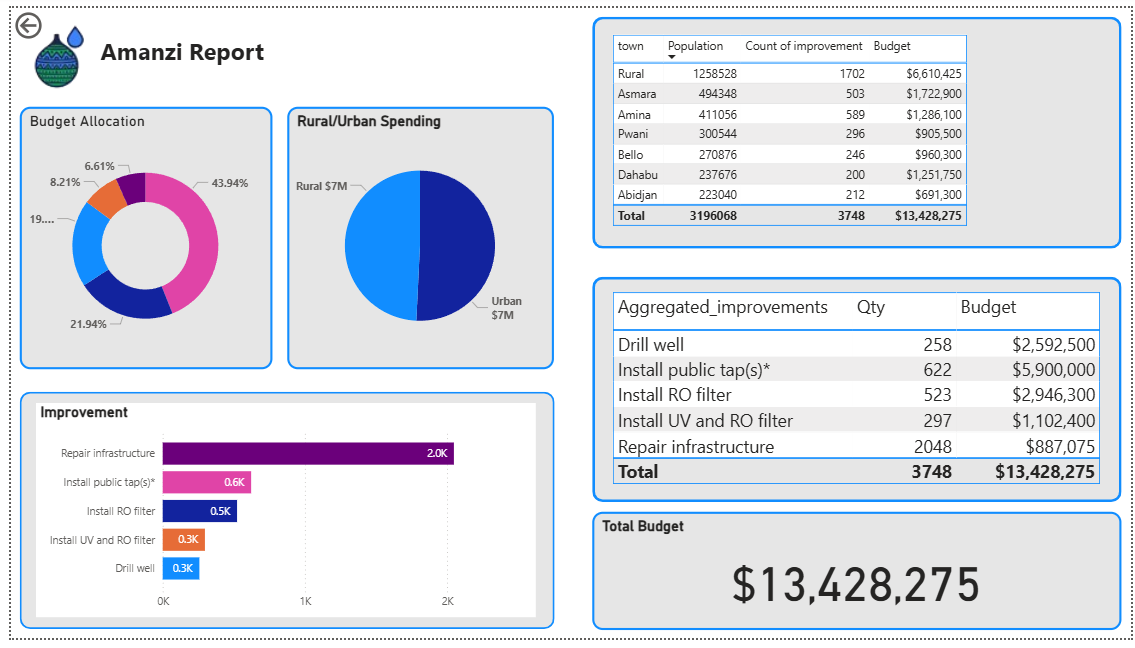 Amanzi Report
Budget Allocation
6.61%
8.21%
43.94%
19....
21.94%
Rural/Urban Spending
Rural $7M
Urban
$7M
Improvement
Repair infrastructure 2.0K
Install public tap(s)* 0.6K
Install RO filter 0.5K
Install UV and RO filter 0.3K
Drill well 0.3K
0K 1K 2K
town Population Count of improvement Budget
Rural 1258528 1702 $6,610,425
Asmara 494348 503 $1,722,900
Amina 411056 589 $1,286,100
Pwani 300544 296 $905,500
Bello 270876 246 $960,300
Dahabu 237676 200 $1,251,750
Abidjan 223040 212 $691,300
Total 3196068 3748 $13,428,275
Aggregated_improvements Qty Budget
Drill well 258 $2,592,500
Install public tap(s)* 622 $5,900,000
Install RO filter 523 $2,946,300
Install UV and RO filter 297 $1,102,400
Repair infrastructure 2048 $887,075
Total 3748 $13,428,275
Total Budget
$13,428,275